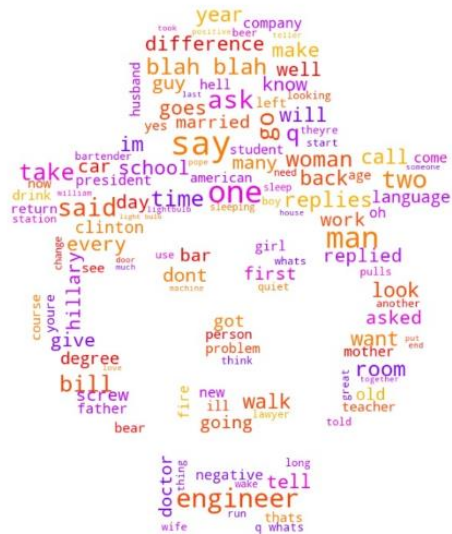 year
took
positive
beer
company
tellor
difference
make
husband
blah blah
well
hell
guy
last
ask
left
looking
know
goes
yes
married
go
will
q
theyre
start
im
say
student
many
woman
call
come
someone
bartender
pope
need
take
car
school
american
sleep
back
age
two
now
president
time
one
replies
language
drink
william
lightbulb
sleeping
boy
return
said
day
light bulb
house
work
oh
station
clinton
man
every
girl
replied
change
door
much
use
bar
whats
see
dont
first
pulls
hillary
machine
quiet
look
another
course
youre
got
asked
give
person
want
put
end
degree
problem
mother
think
room
love
bill
great
together
screw
fire
new
walk
old
father
ill
lawyer
teacher
going
bear
told
doctor
thing
negative
long
wake
tell
engineer
run
thats
wife
q whats